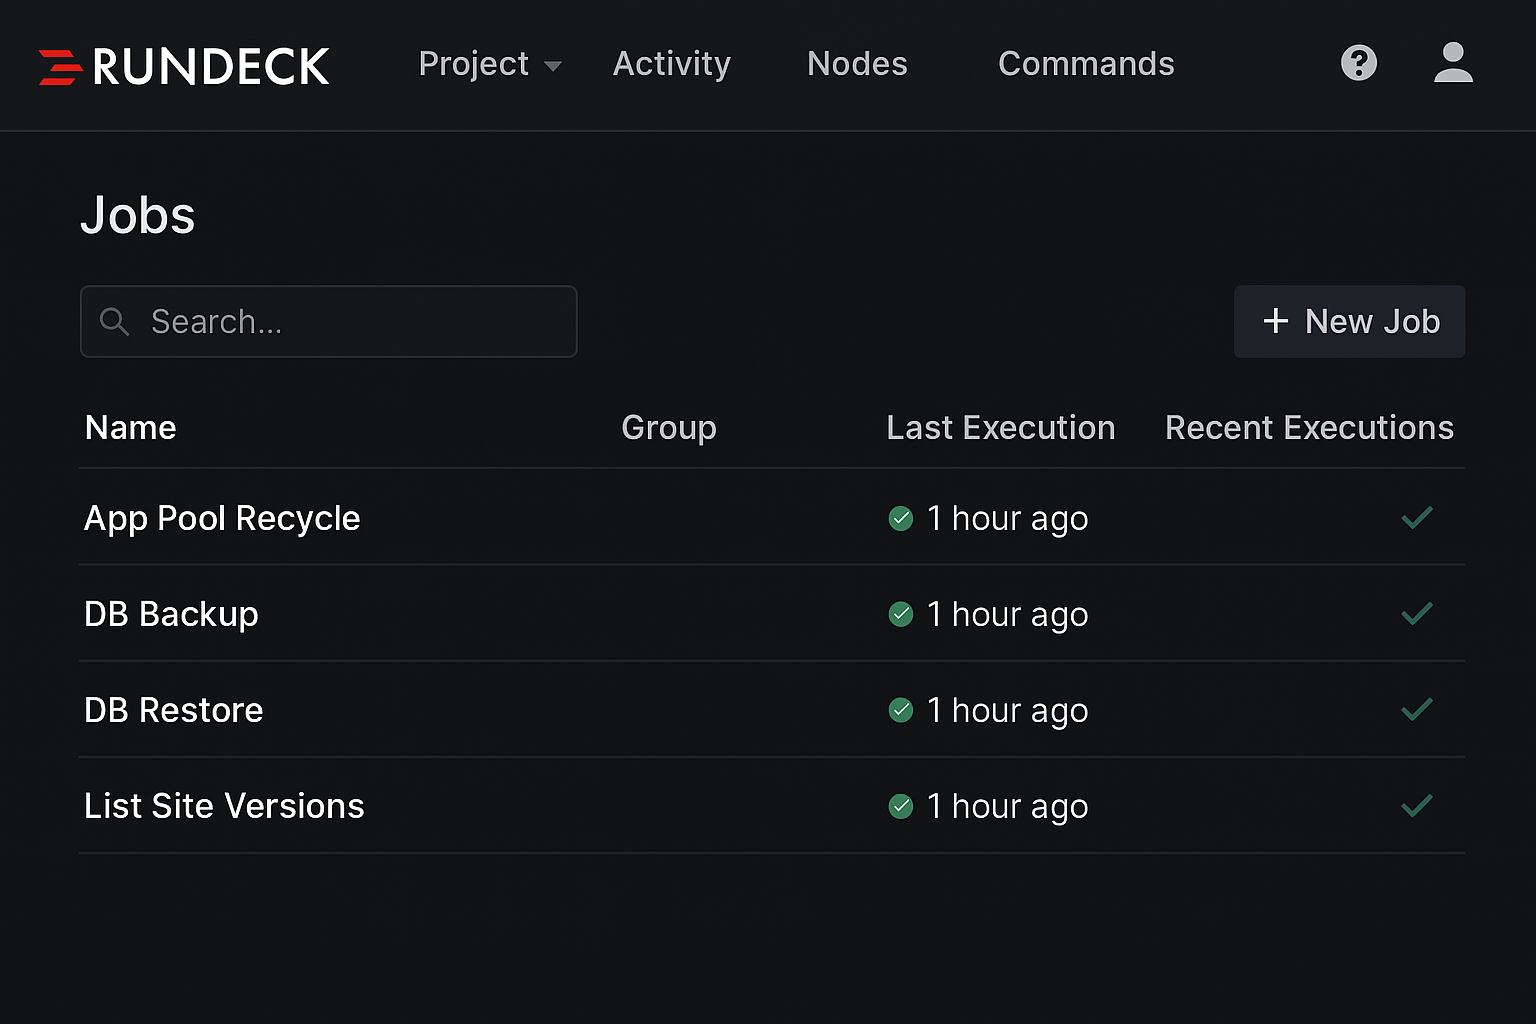 RUNDECK Project Activity Nodes Commands ?
Jobs
Search...
+ New Job
Name Group Last Execution Recent Executions
App Pool Recycle 1 hour ago
DB Backup 1 hour ago
DB Restore 1 hour ago
List Site Versions 1 hour ago